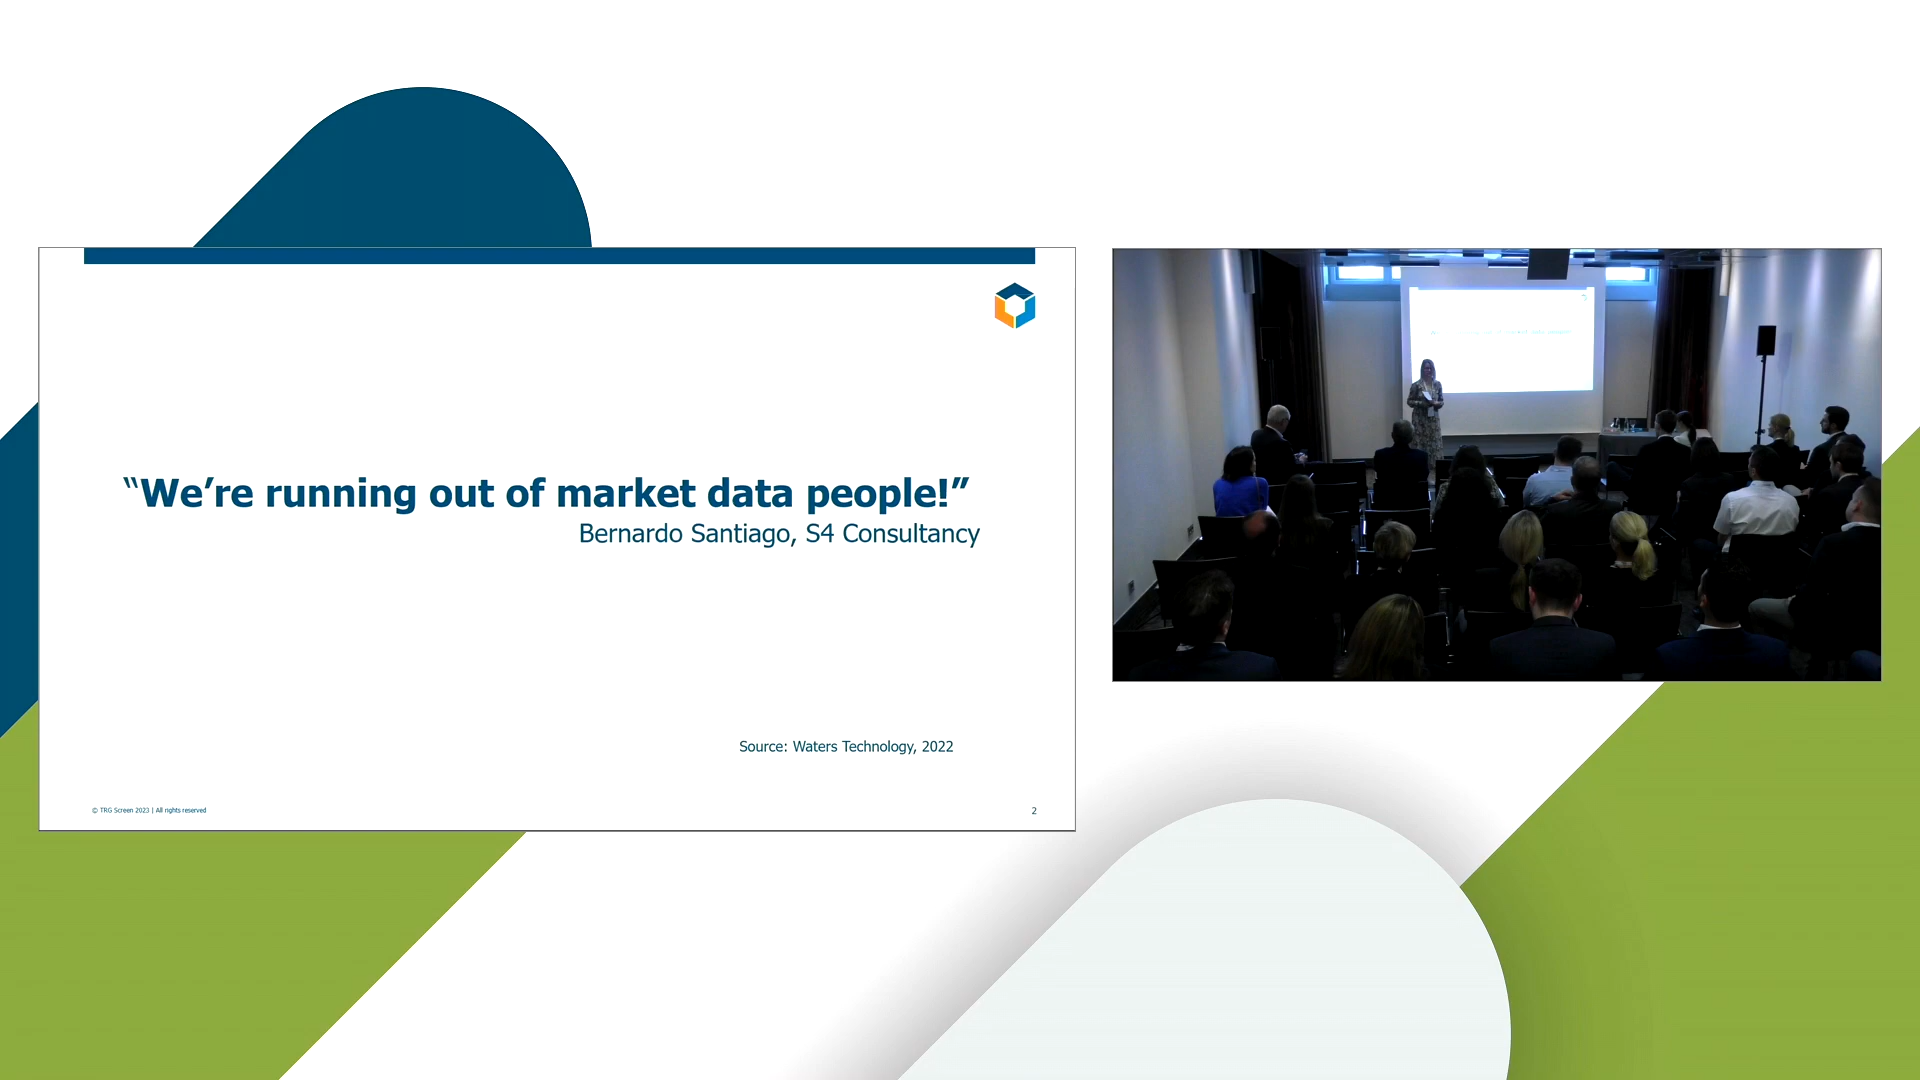 “We’re running out of market data people!”
Bernardo Santiago, S4 Consultancy
Source: Waters Technology, 2022
© TRG Screen 2023 | All rights reserved
2